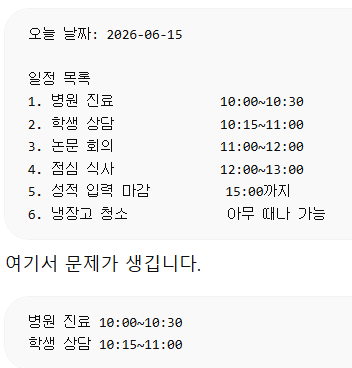 오늘 날짜: 2026-06-15
일정 목록
1. 병원 진료 10:00~10:30
2. 학생 상담 10:15~11:00
3. 논문 회의 11:00~12:00
4. 점심 식사 12:00~13:00
5. 성적 입력 마감 15:00까지
6. 냉장고 청소 아무 때나 가능
여기서 문제가 생깁니다.
병원 진료 10:00~10:30
학생 상담 10:15~11:00